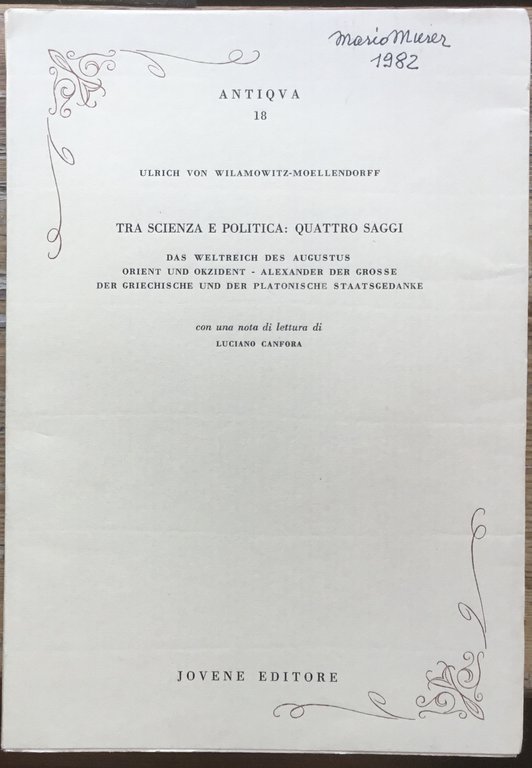 Mario Murer
1982
ANTIQVA
18
ULRICH VON WILAMOWITZ-MOELLENDORFF
TRA SCIENZA E POLITICA: QUATTRO SAGGI
DAS WELTREICH DES AUGUSTUS
ORIENT UND OKZIDENT - ALEXANDER DER GROSSE
DER GRIECHISCHE UND DER PLATONISCHE STAATSGEDANKE
con una nota di lettura di
LUCIANO CANFORA
JOVENE EDITORE